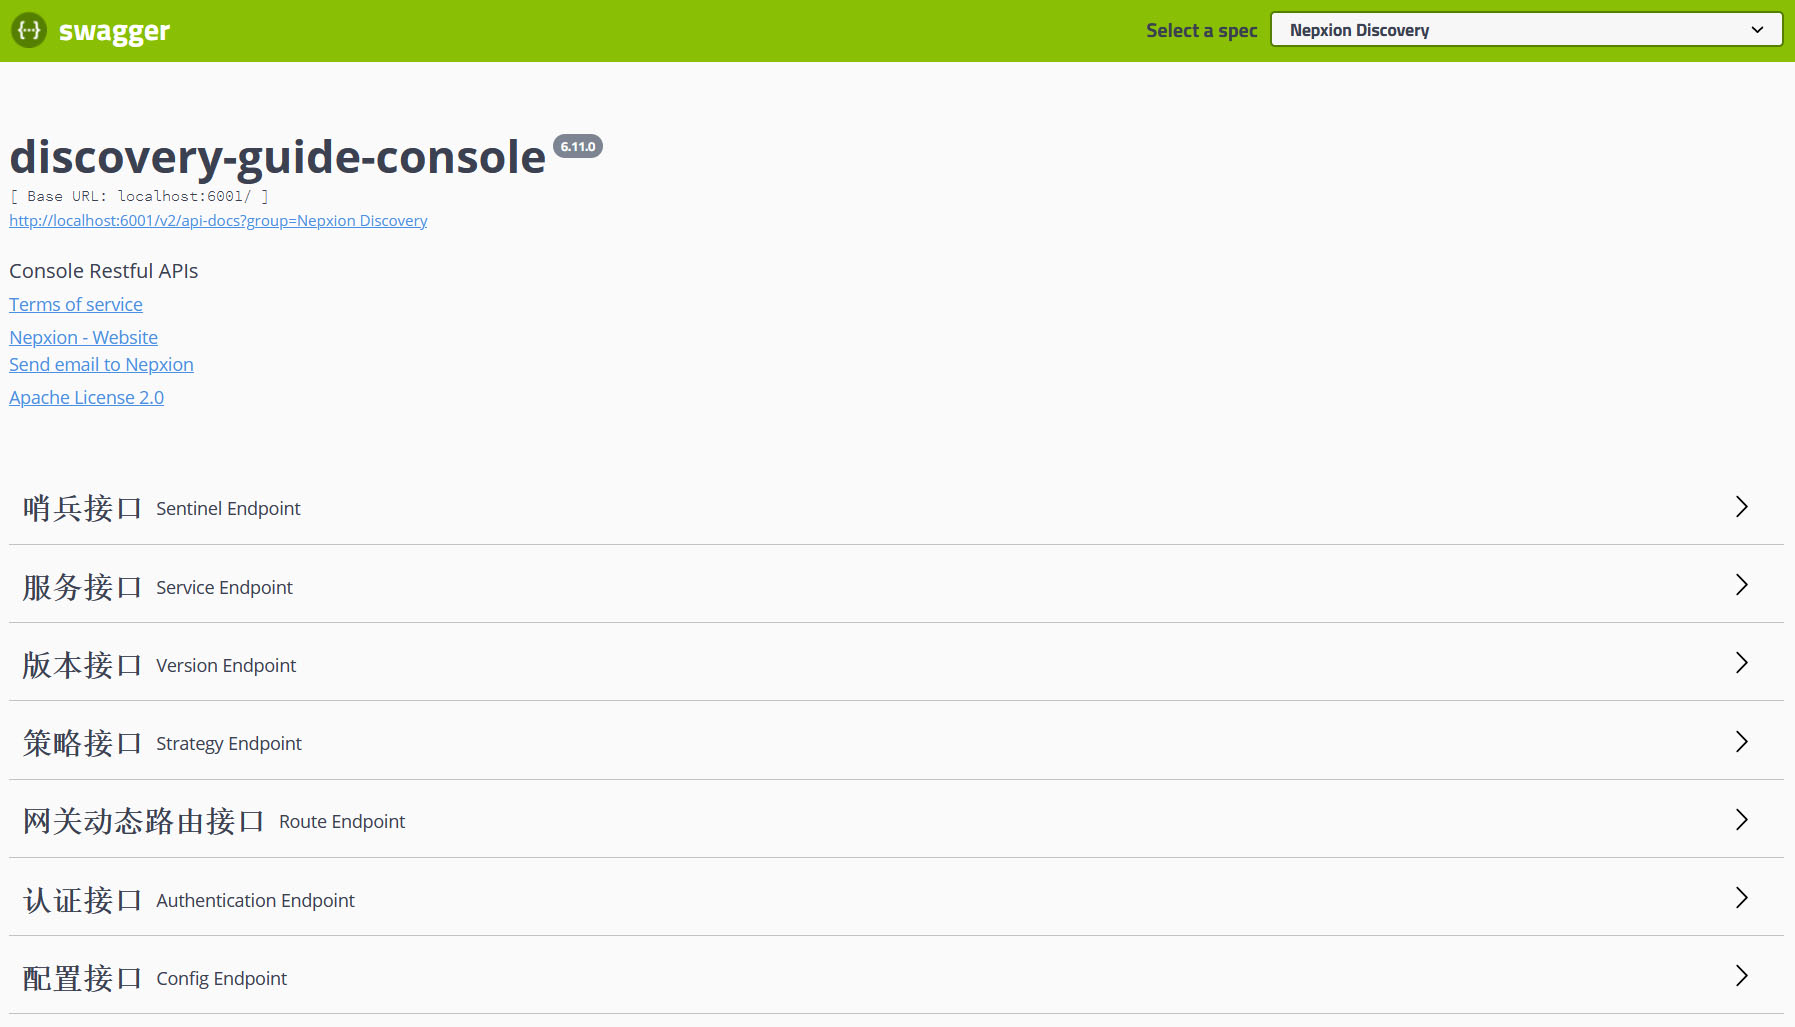 swagger
Select a spec
Nepxion Discovery
discovery-guide-console 6.11.0
[ Base URL: localhost:6001/ ]
http://localhost:6001/v2/api-docs?group=Nepxion Discovery
Console Restful APIs
Terms of service
Nepxion - Website
Send email to Nepxion
Apache License 2.0
哨兵接口 Sentinel Endpoint
服务接口 Service Endpoint
版本接口 Version Endpoint
策略接口 Strategy Endpoint
网关动态路由接口 Route Endpoint
认证接口 Authentication Endpoint
配置接口 Config Endpoint